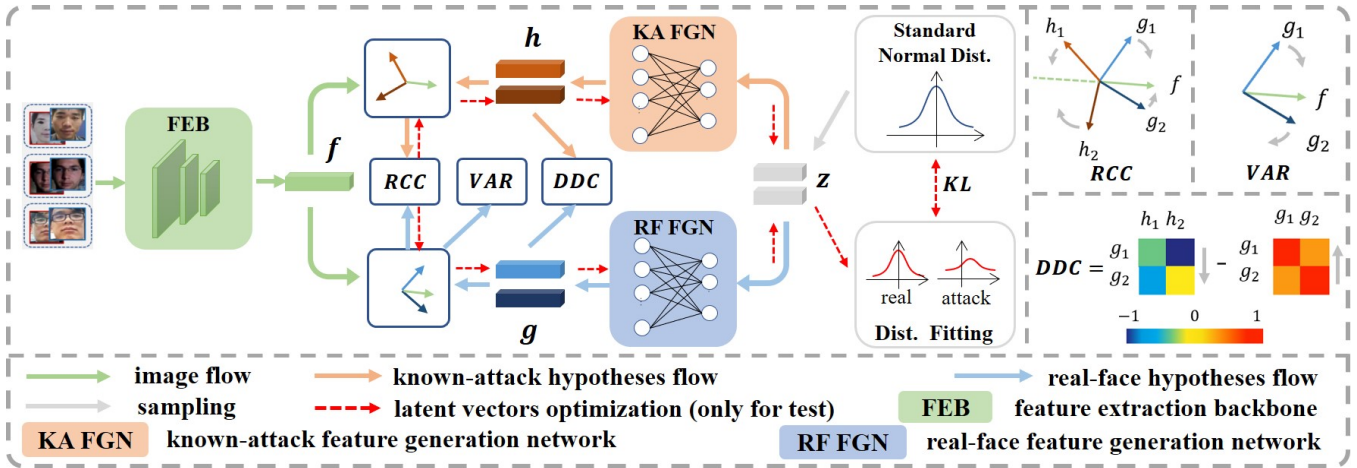 FEB
f
h
KA FGN
Standard
Normal Dist.
RCC
VAR
DDC
z
KL
g
RF FGN
real
attack
Dist. Fitting
h1
g1
f
g2
h2
RCC
g1
f
g2
VAR
h1 h2
g1 g2
DDC = g1 - g1
g2 g2
-1 0 1
image flow
known-attack hypotheses flow
real-face hypotheses flow
sampling
latent vectors optimization (only for test)
FEB feature extraction backbone
KA FGN known-attack feature generation network
RF FGN real-face feature generation network